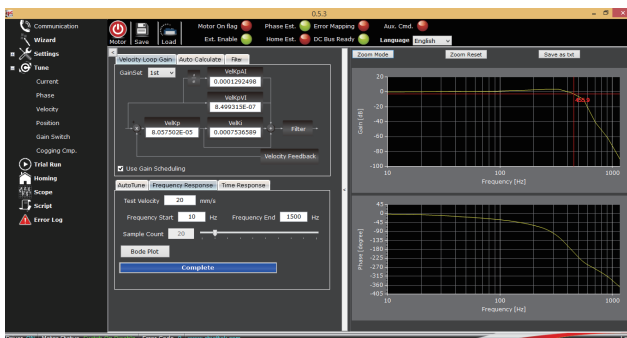 0.5.3
Communication
Wizard
Settings
Tune
Current
Phase
Velocity
Position
Gain Switch
Cogging Cmp.
Trial Run
Homing
Scope
Script
Error Log
Motor Save Load
Motor On flag Phase Est. Error Mapping Aux. Cmd.
Est. Enable Home Est. DC Bus Ready Language English
Velocity Loop Gain Auto Calculate Filter
GainSet 1st
VelKpAI
0.0001292498
VelKpVI
8.499315E-07
VelKp VelKi
8.057502E-05 0.0007536589 Filter
Velocity Feedback
Use Gain Scheduling
AutoTune Frequency Response Time Response
Test Velocity 20 mm/s
Frequency Start 10 Hz Frequency End 1500 Hz
Sample Count 20
Bode Plot
Complete
Zoom Mode Zoom Reset Save as txt
Gain [dB]
20
0
-20
-40
-60
-80
-100
10 100 1000
Frequency [Hz]
Phase [degree]
45
0
-45
-90
-135
-180
-225
-270
-315
-360
-405
10 100 1000
Frequency [Hz]